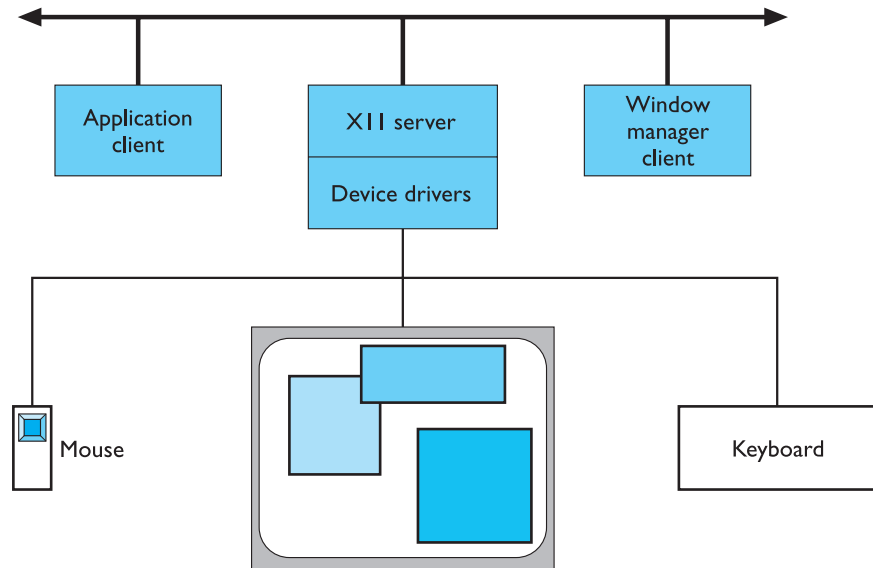 Application
client
X11 server
Device drivers
Window
manager
client
Mouse
Keyboard